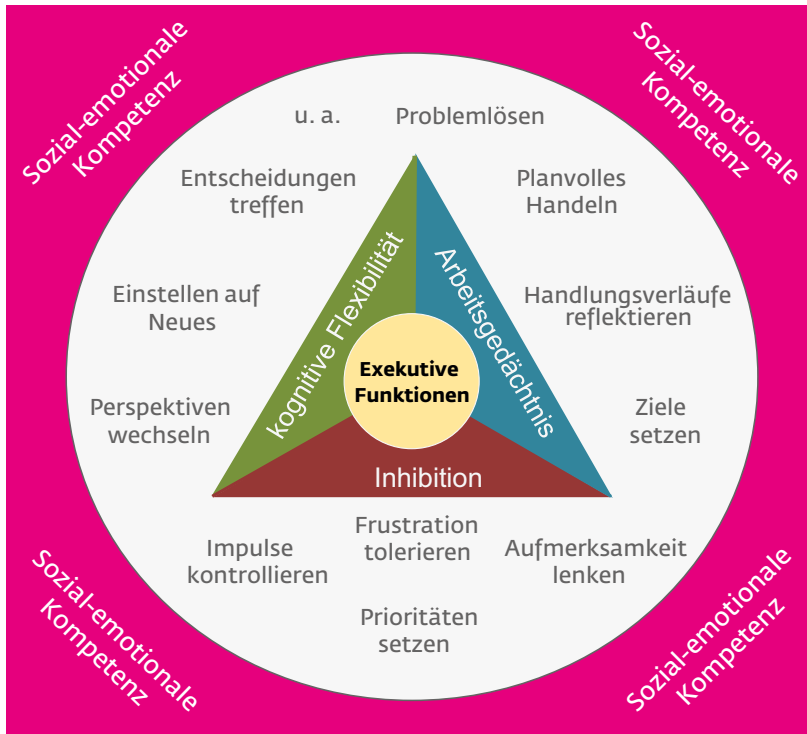 Sozial-emotionale
Kompetenz
Sozial-emotionale
Kompetenz
u. a.
Problemlösen
Entscheidungen
treffen
Planvolles
Handeln
Einstellen auf
Neues
Handlungsverläufe
reflektieren
Perspektiven
wechseln
Ziele
setzen
kognitive Flexibilität
Arbeitsgedächtnis
Exekutive
Funktionen
Inhibition
Impulse
kontrollieren
Frustration
tolerieren
Aufmerksamkeit
lenken
Prioritäten
setzen
Sozial-emotionale
Kompetenz
Sozial-emotionale
Kompetenz